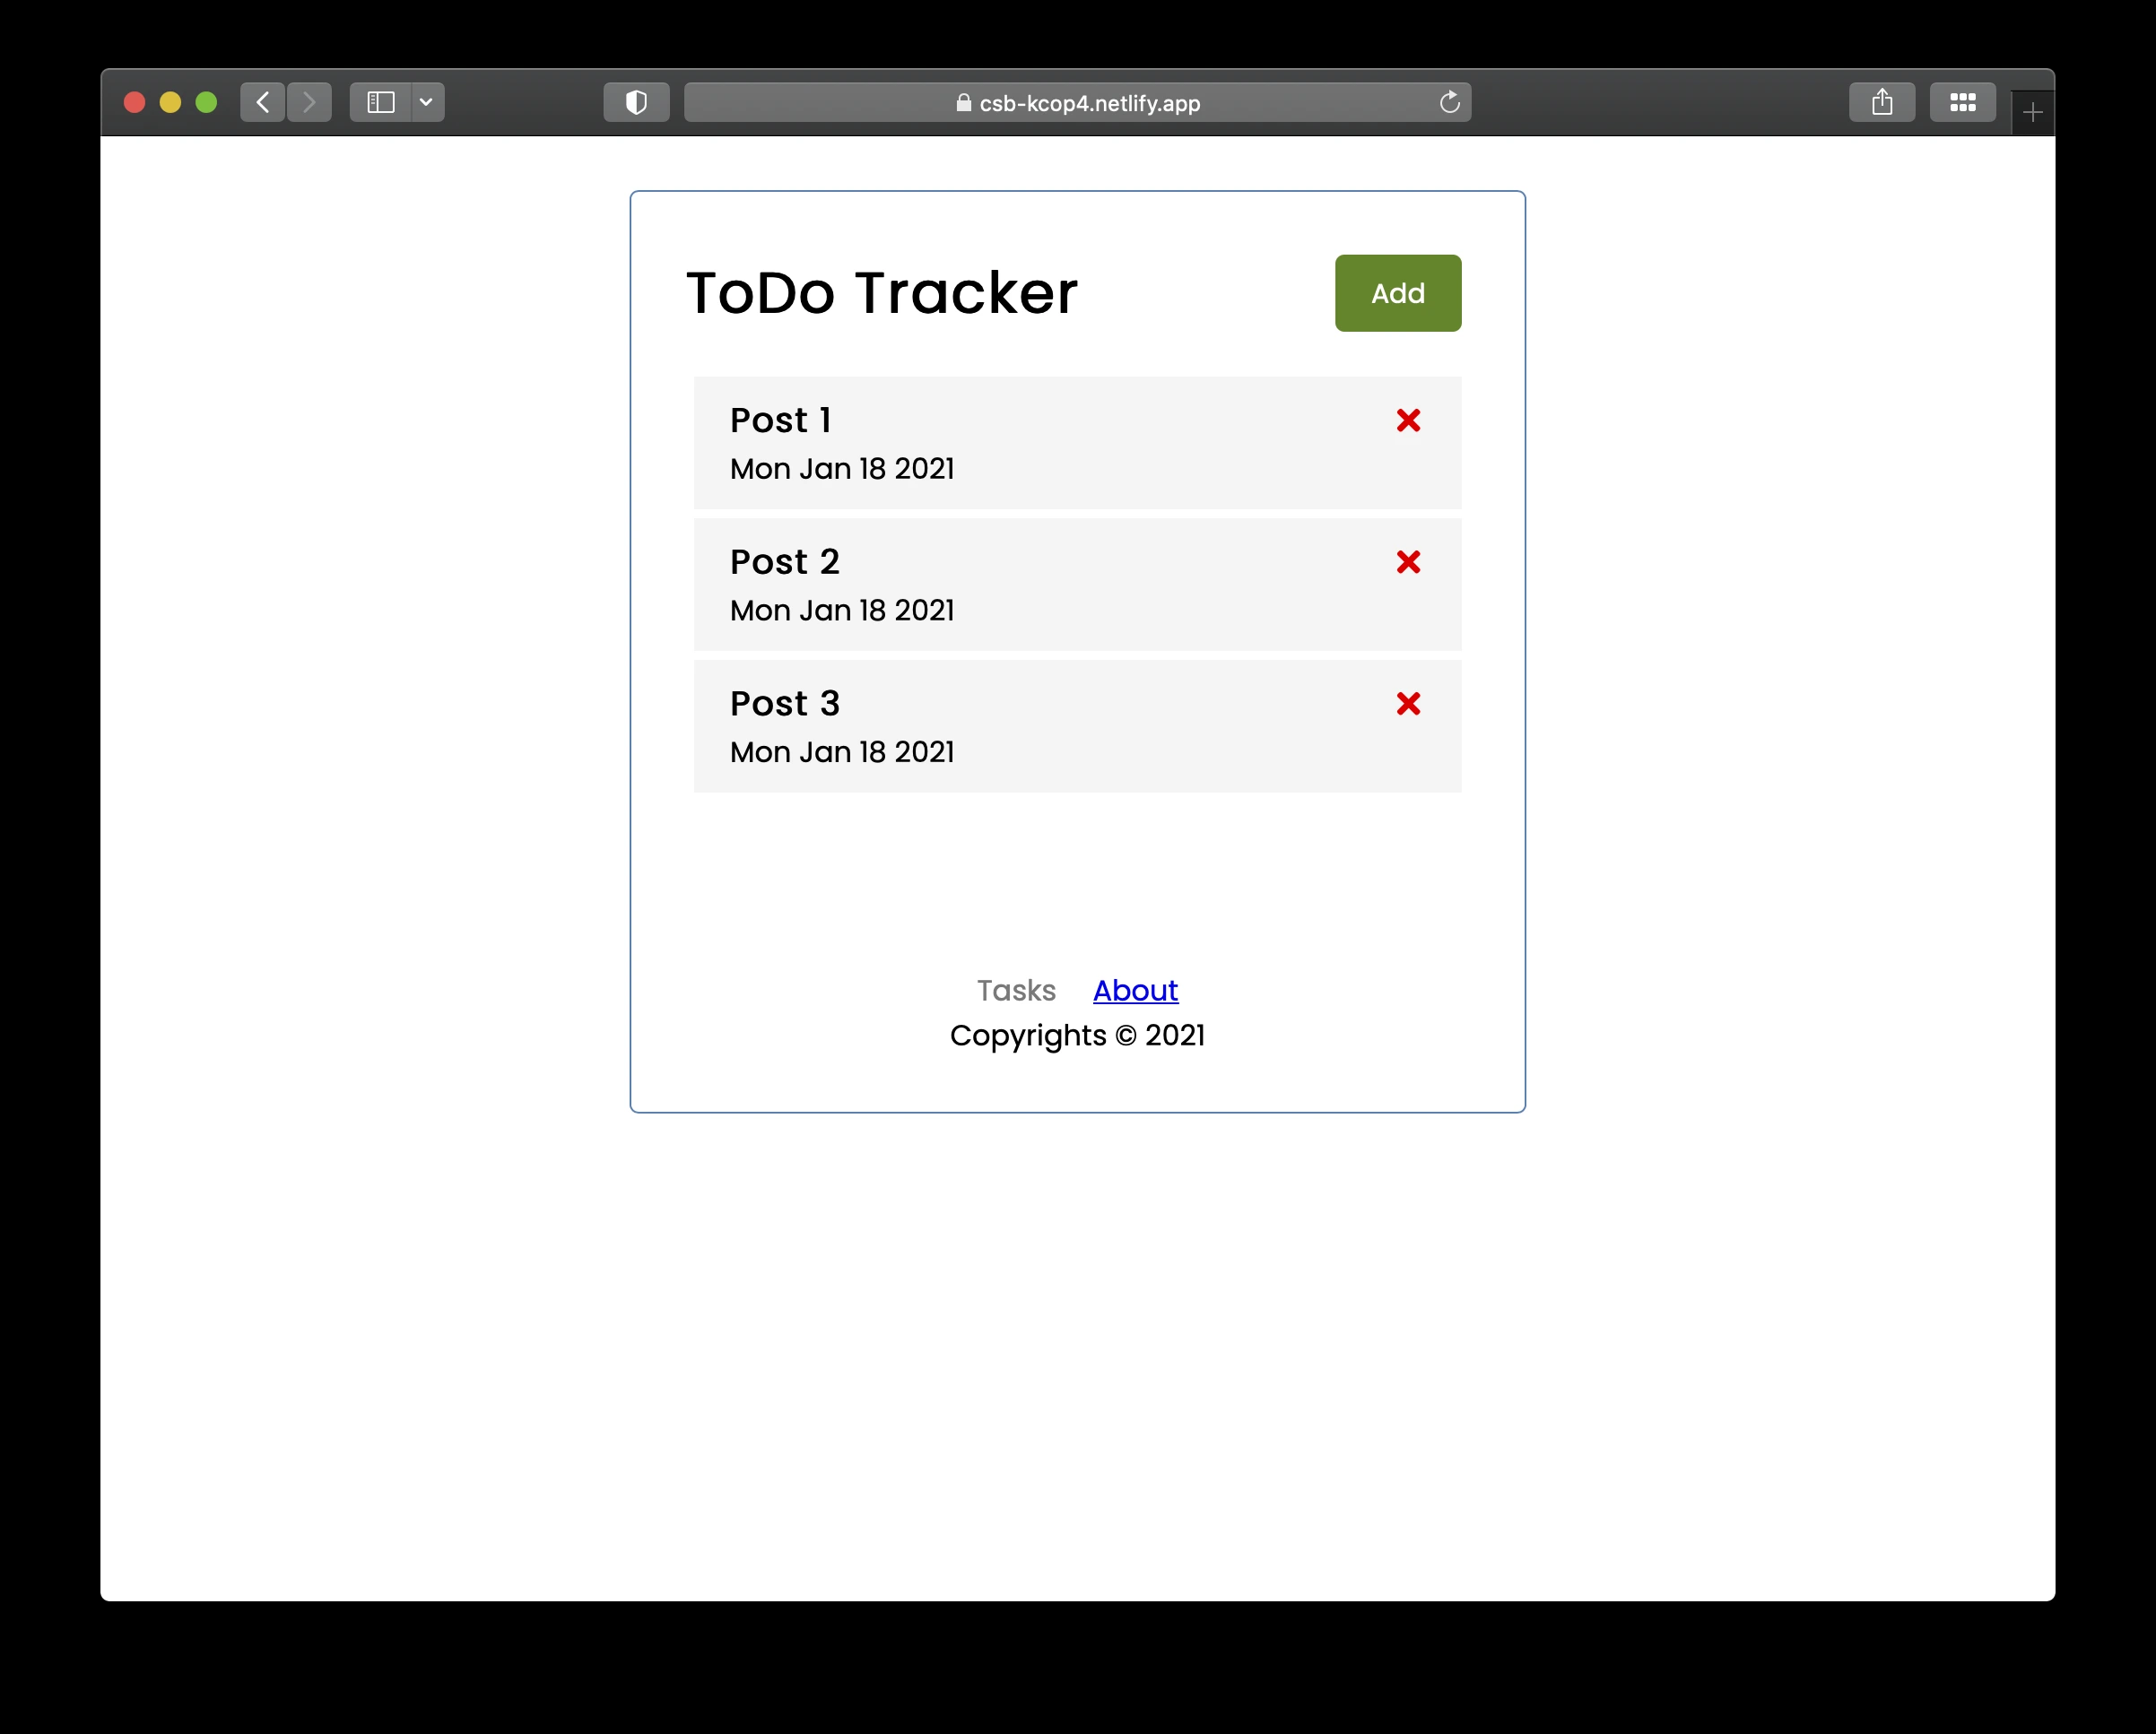 csb-kcop4.netlify.app
ToDo Tracker
Add
Post 1
Mon Jan 18 2021
Post 2
Mon Jan 18 2021
Post 3
Mon Jan 18 2021
Tasks About
Copyrights © 2021